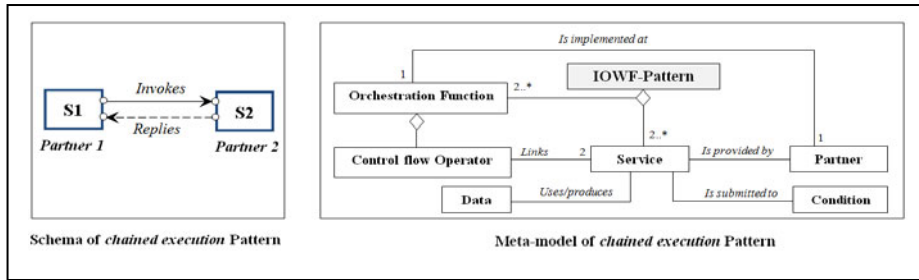 Invokes
S1
S2
Replies
Partner 1
Partner 2
Schema of chained execution Pattern
Is implemented at
1
IOWF-Pattern
2..*
Orchestration Function
2..*
1
Control flow Operator
Links
2
Service
Is provided by
Partner
Uses/produces
Is submitted to
Data
Condition
Meta-model of chained execution Pattern